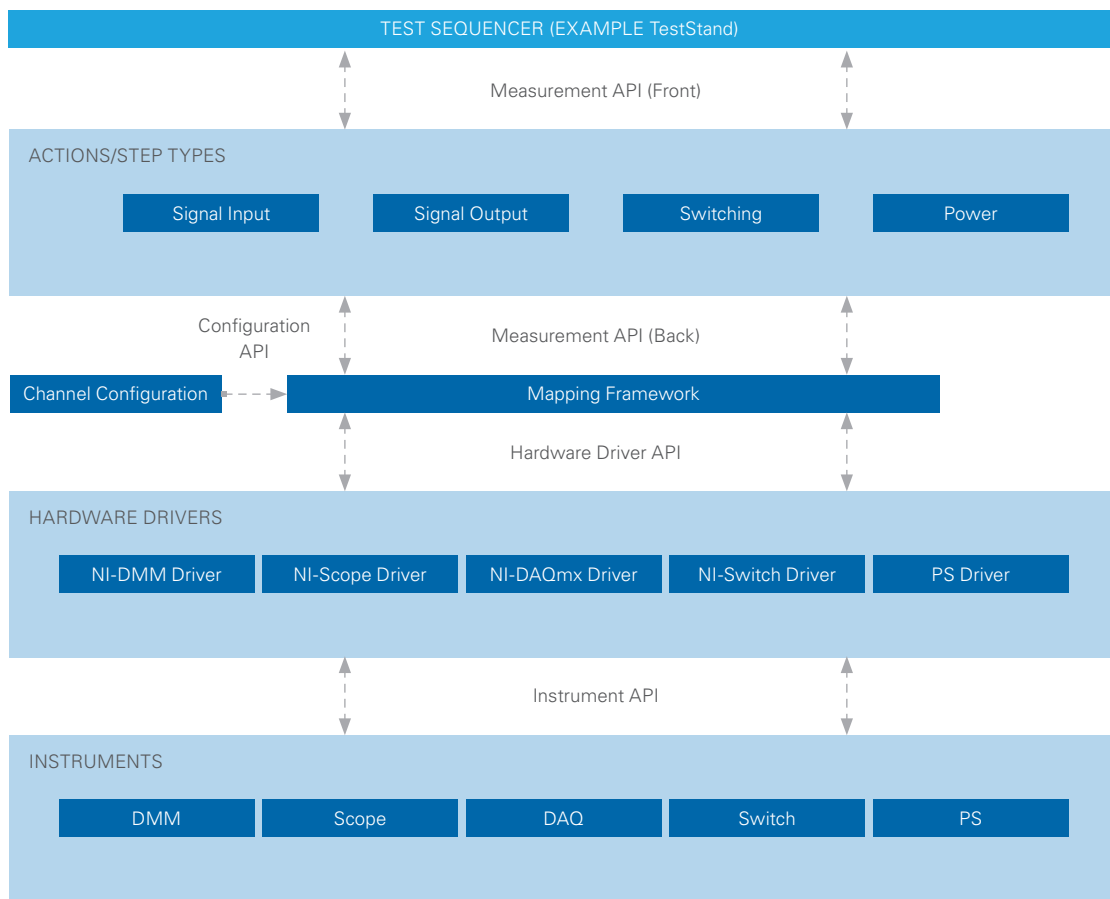 TEST SEQUENCER (EXAMPLE TestStand)
Measurement API (Front)
ACTIONS/STEP TYPES
Signal Input
Signal Output
Switching
Power
Configuration
API
Measurement API (Back)
Channel Configuration
Mapping Framework
Hardware Driver API
HARDWARE DRIVERS
NI-DMM Driver
NI-Scope Driver
NI-DAQmx Driver
NI-Switch Driver
PS Driver
Instrument API
INSTRUMENTS
DMM
Scope
DAQ
Switch
PS